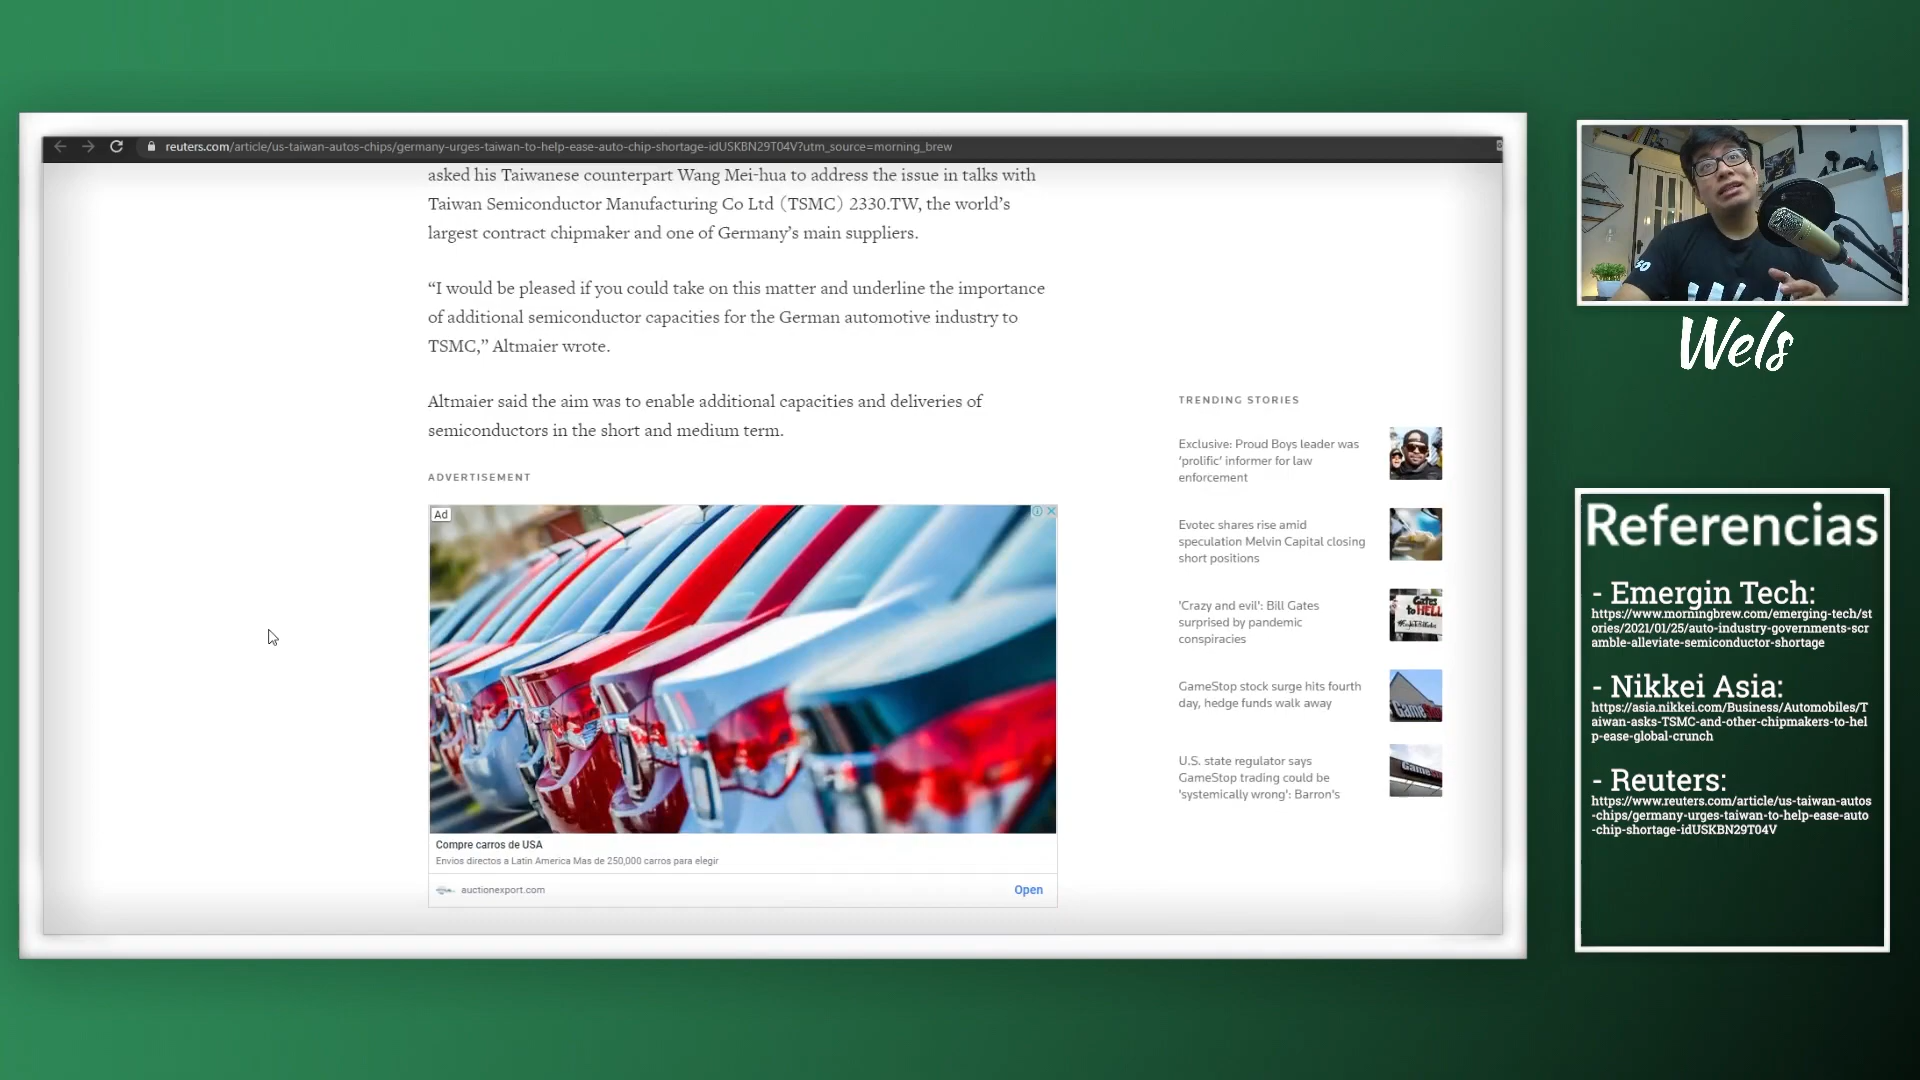 reuters.com/article/us-taiwan-autos-chips/germany-urges-taiwan-to-help-ease-auto-chip-shortage-idUSKBN29T04V?utm_source=morning_brew
asked his Taiwanese counterpart Wang Mei-hua to address the issue in talks with
Taiwan Semiconductor Manufacturing Co Ltd (TSMC) 2330.TW, the world’s
largest contract chipmaker and one of Germany’s main suppliers.
“I would be pleased if you could take on this matter and underline the importance
of additional semiconductor capacities for the German automotive industry to
TSMC,” Altmaier wrote.
Altmaier said the aim was to enable additional capacities and deliveries of
semiconductors in the short and medium term.
ADVERTISEMENT
Ad
Compre carros de USA
Envios directos a Latin America Mas de 250,000 carros para elegir
auctionexport.com
Open
TRENDING STORIES
Exclusive: Proud Boys leader was
‘prolific’ informer for law
enforcement
Evotec shares rise amid
speculation Melvin Capital closing
short positions
'Crazy and evil': Bill Gates
surprised by pandemic
conspiracies
GameStop stock surge hits fourth
day, hedge funds walk away
U.S. state regulator says
GameStop trading could be
'systemically wrong': Barron's
Wels
Referencias
- Emergin Tech:
https://www.morningbrew.com/emerging-tech/st
ories/2021/01/25/auto-industry-governments-scr
amble-alleviate-semiconductor-shortage
- Nikkei Asia:
https://asia.nikkei.com/Business/Automobiles/T
aiwan-asks-TSMC-and-other-chipmakers-to-hel
p-ease-global-crunch
- Reuters:
https://www.reuters.com/article/us-taiwan-autos
-chips/germany-urges-taiwan-to-help-ease-auto
-chip-shortage-idUSKBN29T04V